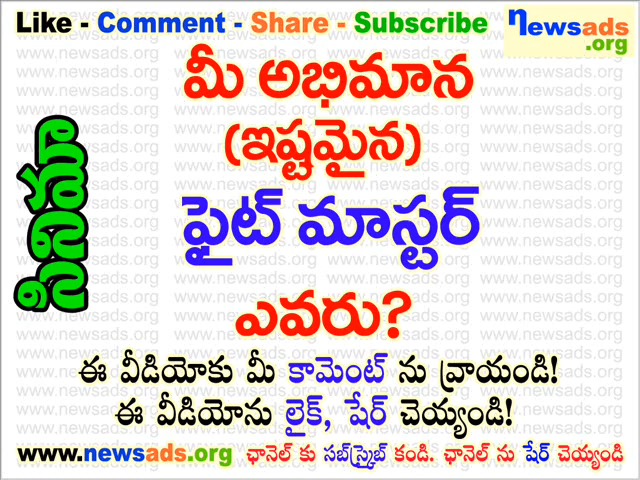 Like - Comment - Share - Subscribe
newsads
.org
మీ అభిమాన
(ఇష్టమైన)
ఫైట్ మాస్టర్
ఎవరు?
సినిమా
ఈ వీడియోకు మీ కామెంట్ ను వ్రాయండి!
ఈ వీడియోను లైక్, షేర్ చెయ్యండి!
www.newsads.org ఛానెల్ కు సబ్‌స్క్రైబ్ కండి. ఛానెల్ ను షేర్ చెయ్యండి